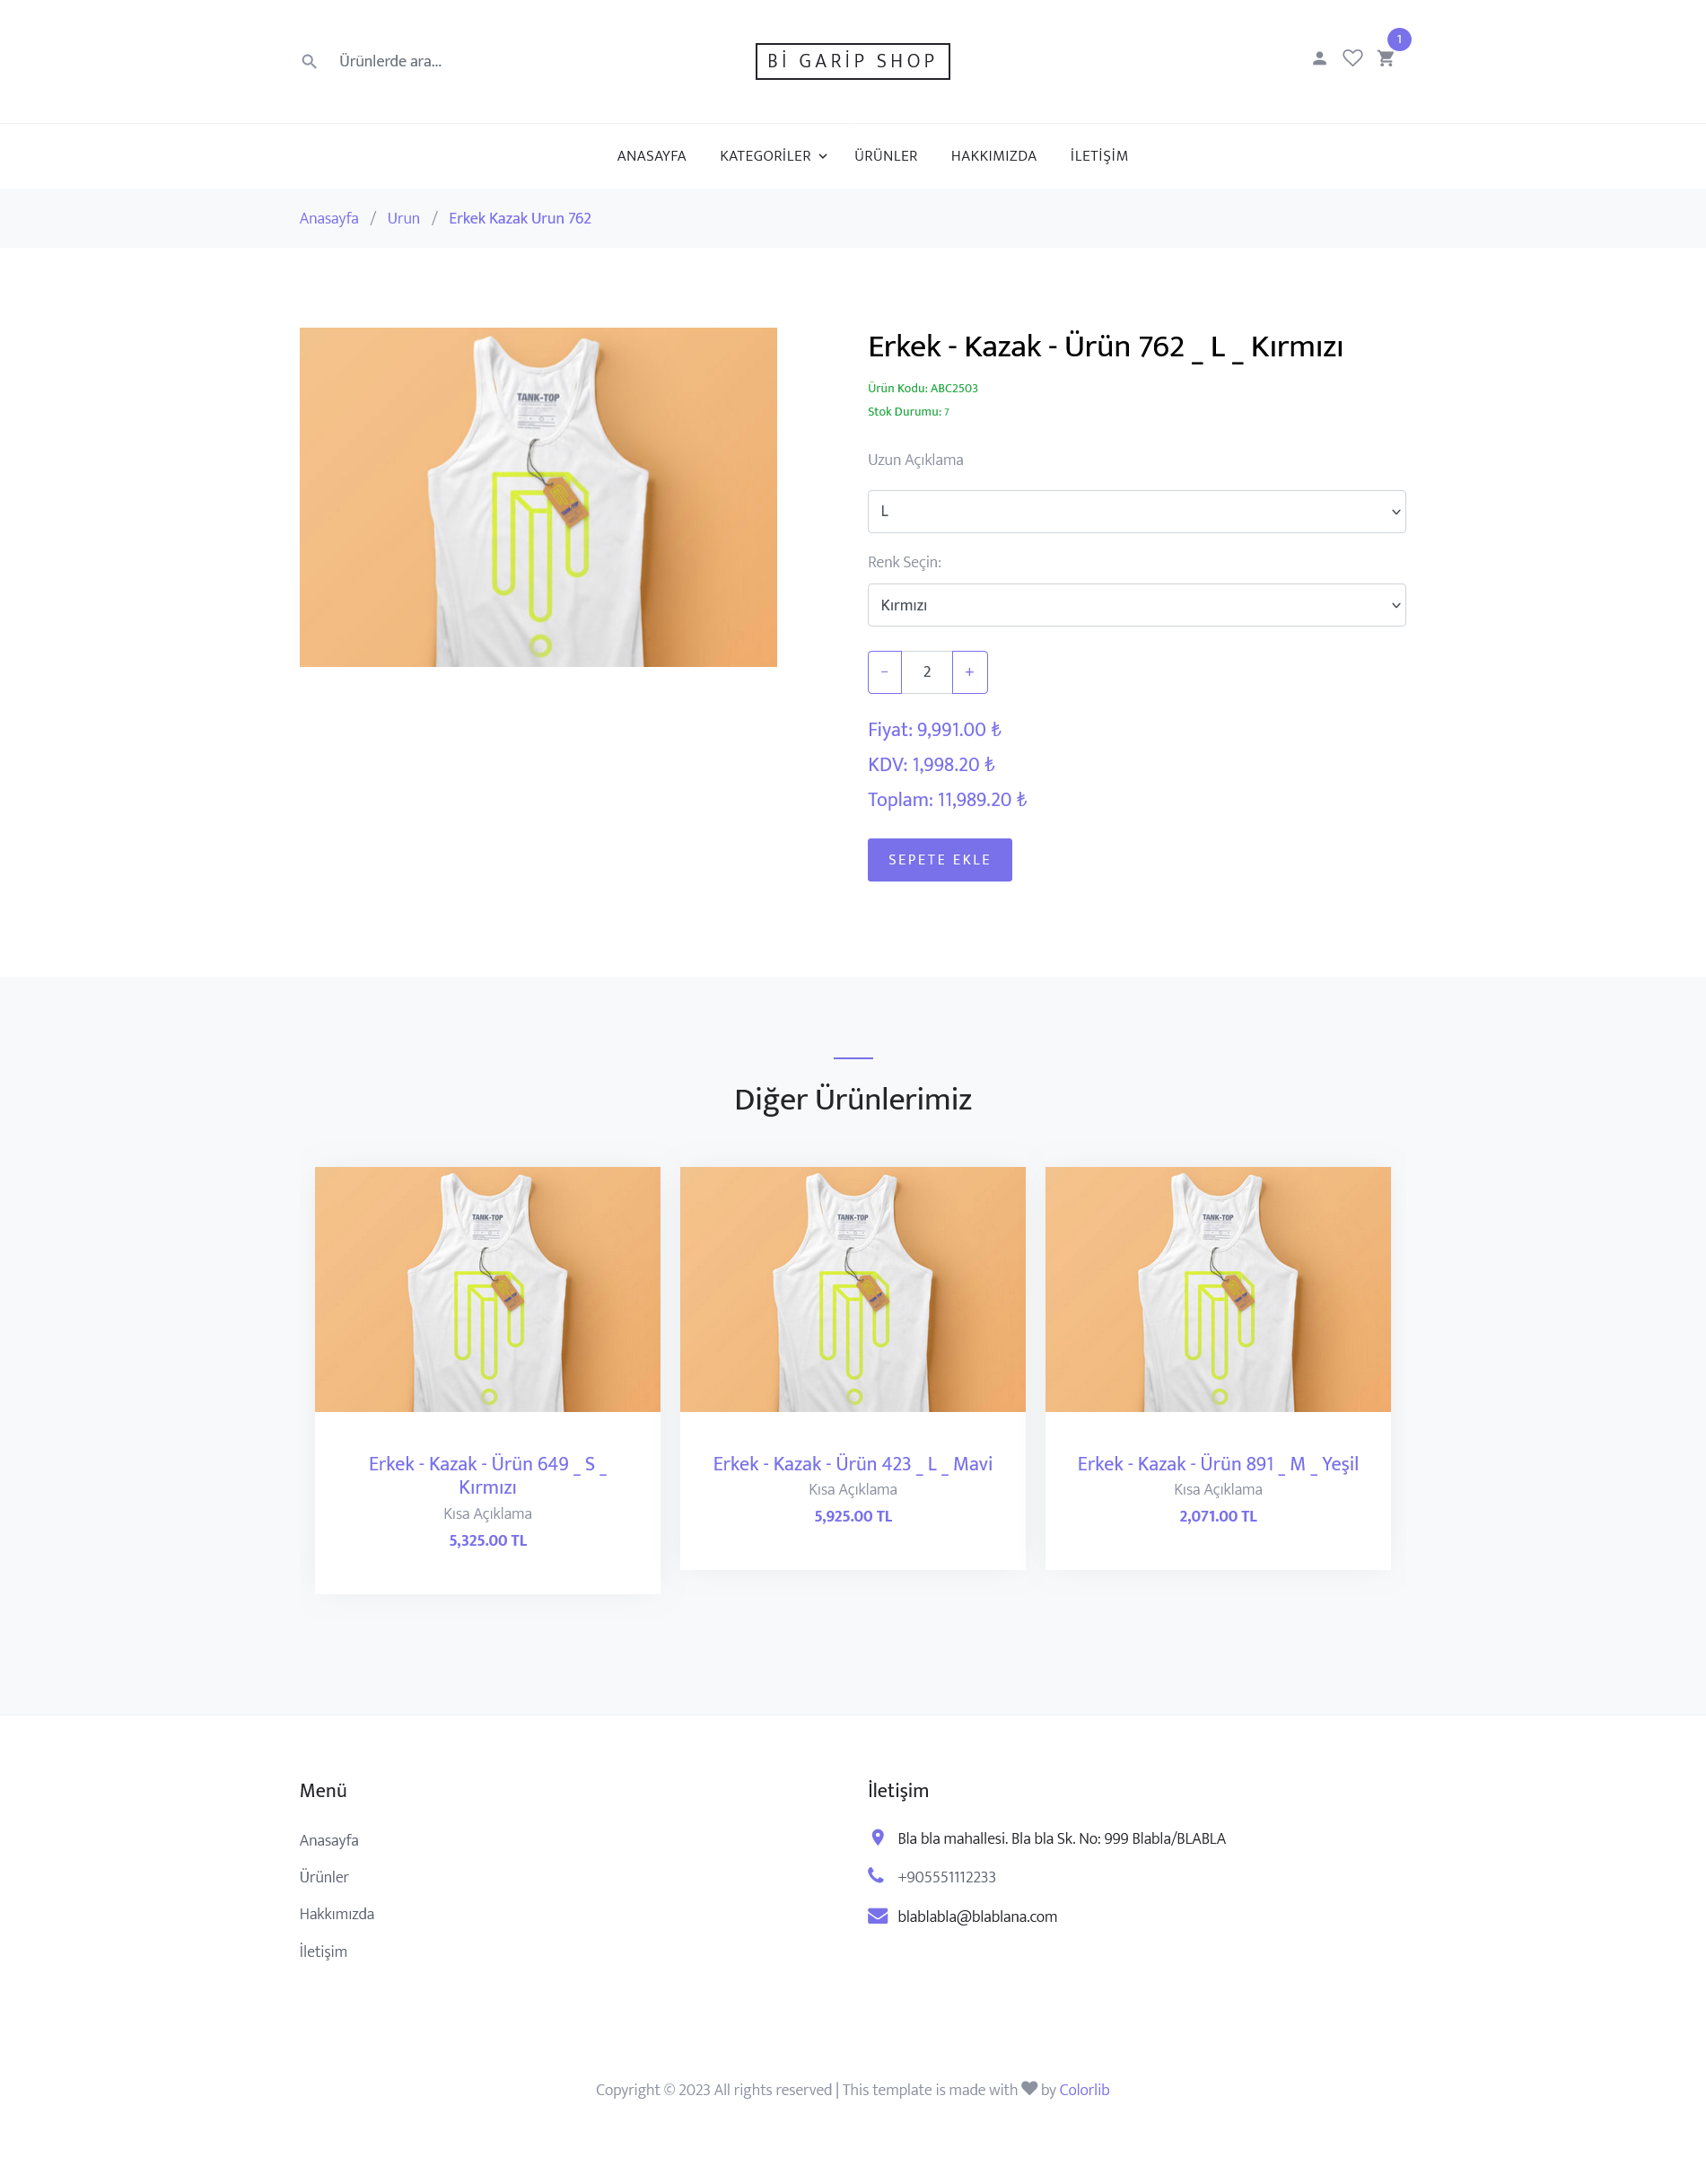 Ürünlerde ara...
Bİ GARİP SHOP
1
ANASAYFA KATEGORİLER ÜRÜNLER HAKKIMIZDA İLETİŞİM
Anasayfa / Urun / Erkek Kazak Urun 762
TANK-TOP
Erkek - Kazak - Ürün 762 _ L _ Kırmızı
Ürün Kodu: ABC2503
Stok Durumu: 7
Uzun Açıklama
L
Renk Seçin:
Kırmızı
− 2 +
Fiyat: 9,991.00 ₺
KDV: 1,998.20 ₺
Toplam: 11,989.20 ₺
SEPETE EKLE
Diğer Ürünlerimiz
TANK-TOP
TANK-TOP
TANK-TOP
Erkek - Kazak - Ürün 649 _ S _
Kırmızı
Kısa Açıklama
5,325.00 TL
Erkek - Kazak - Ürün 423 _ L _ Mavi
Kısa Açıklama
5,925.00 TL
Erkek - Kazak - Ürün 891 _ M _ Yeşil
Kısa Açıklama
2,071.00 TL
Menü
Anasayfa
Ürünler
Hakkımızda
İletişim
İletişim
Bla bla mahallesi. Bla bla Sk. No: 999 Blabla/BLABLA
+905551112233
blablabla@blablana.com
Copyright © 2023 All rights reserved | This template is made with by Colorlib